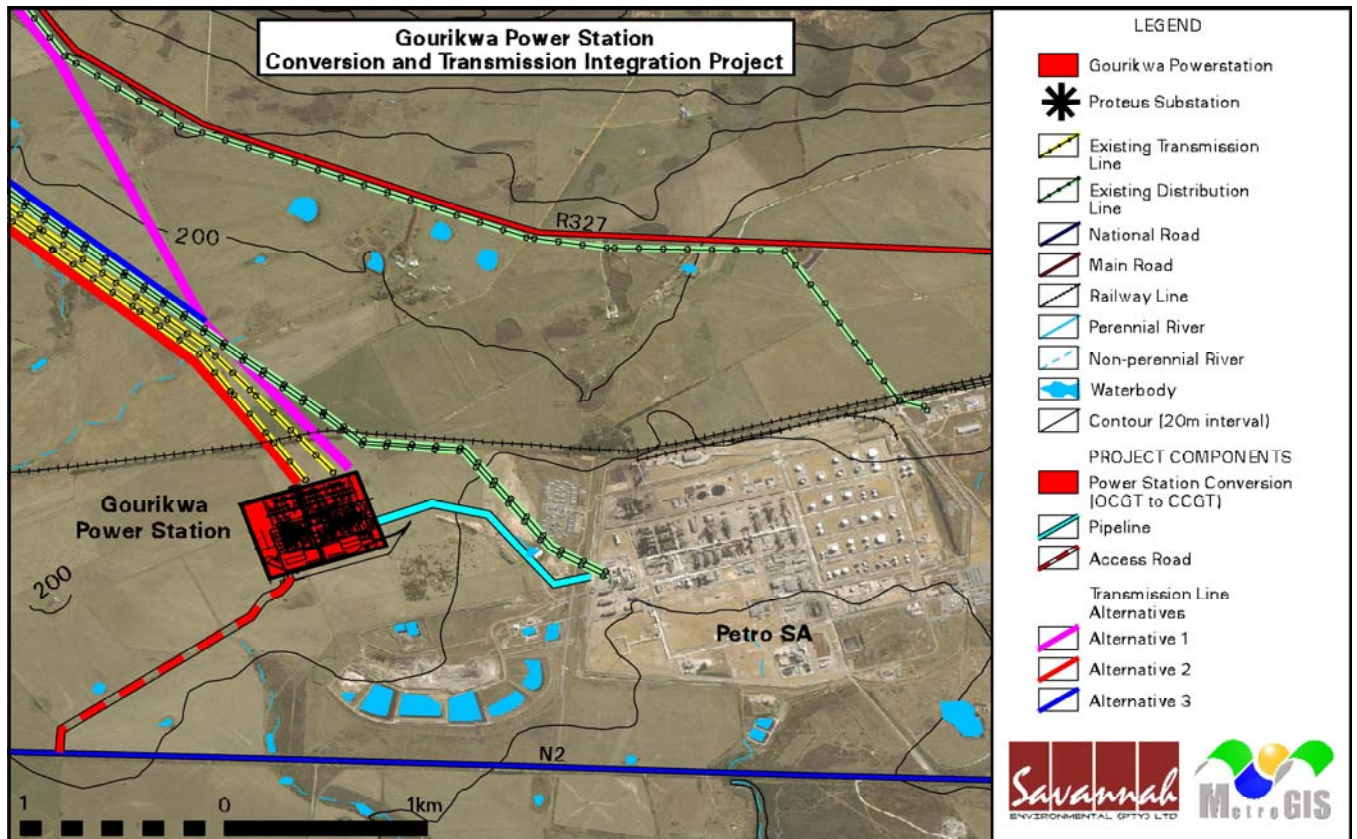 Gourikwa Power Station
Conversion and Transmission Integration Project
R327
200
Gourikwa
Power Station
200
Petro SA
N2
1
0
1km
LEGEND
Gourikwa Powerstation
Proteus Substation
Existing Transmission
Line
Existing Distribution
Line
National Road
Main Road
Railway Line
Perennial River
Non-perennial River
Waterbody
Contour (20m interval)
PROJECT COMPONENTS
Power Station Conversion
(OCGT to CCGT)
Pipeline
Access Road
Transmission Line
Alternatives
Alternative 1
Alternative 2
Alternative 3
Savannah
ENVIRONMENTAL (PTY) LTD
MetroGIS